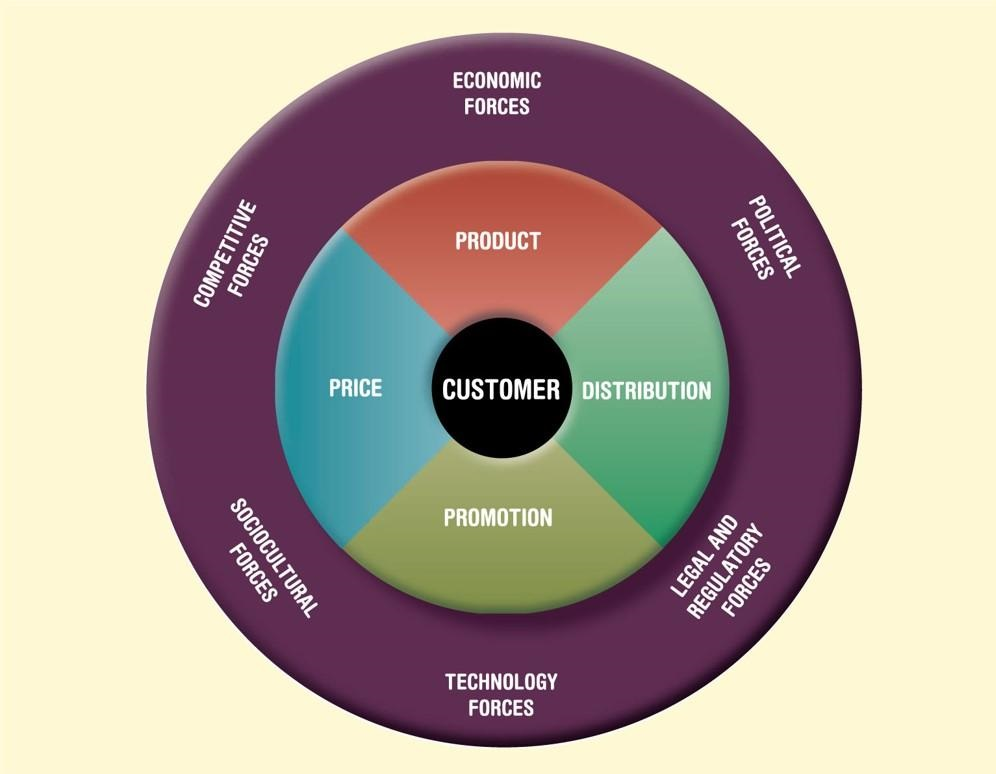 ECONOMIC
FORCES
COMPETITIVE
FORCES
POLITICAL
FORCES
PRODUCT
PRICE
CUSTOMER
DISTRIBUTION
PROMOTION
SOCIOCULTURAL
FORCES
LEGAL AND
REGULATORY
FORCES
TECHNOLOGY
FORCES